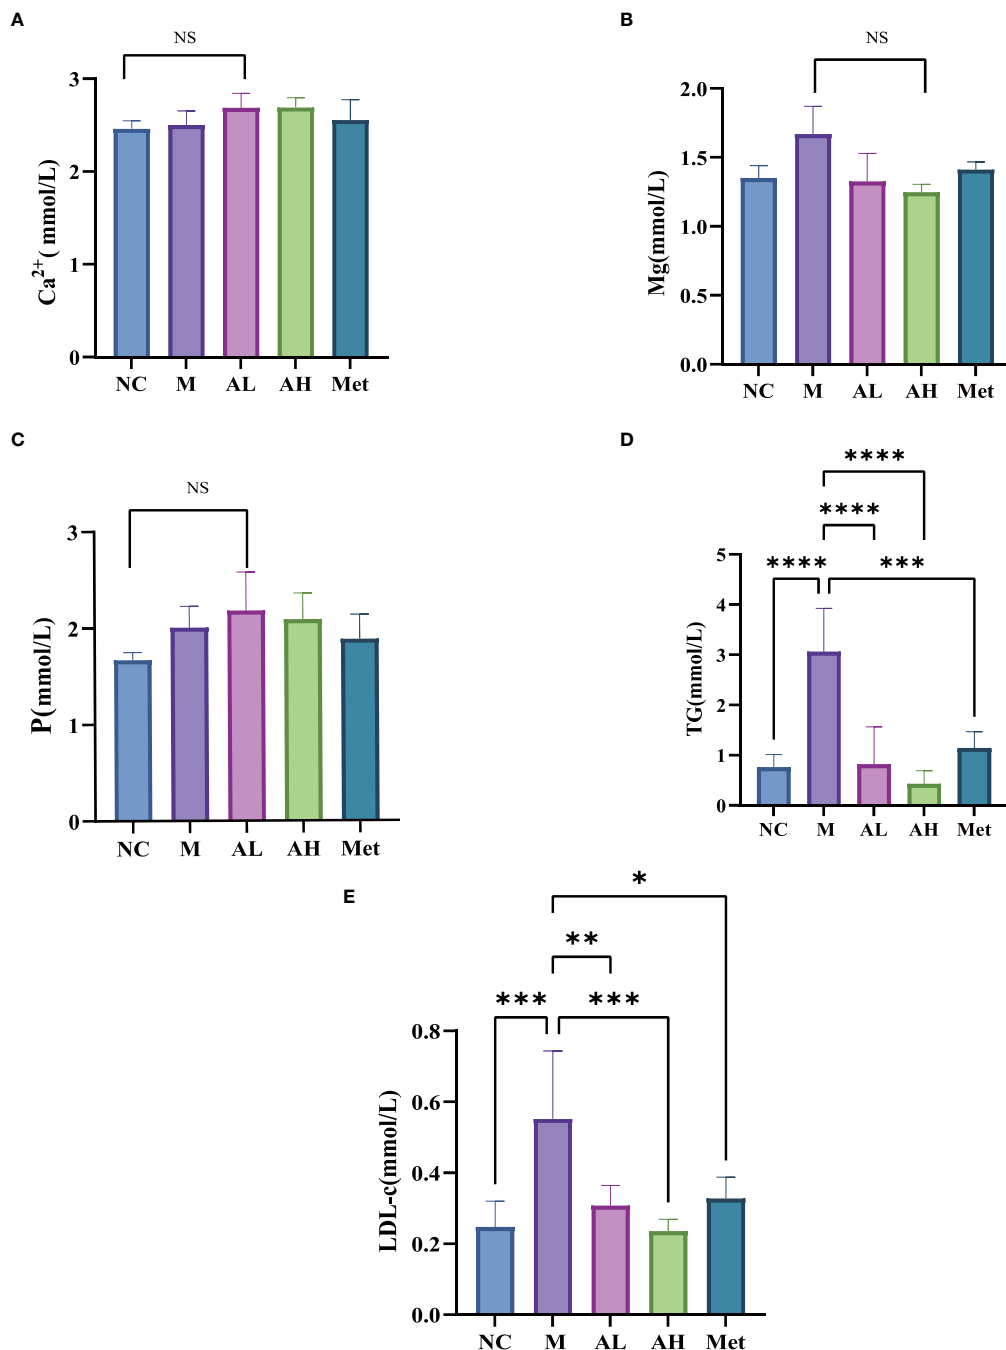 A
NS
Ca²⁺( mmol/L)
3
2
1
0
NC M AL AH Met
B
NS
Mg(mmol/L)
2.0
1.5
1.0
0.5
0.0
NC M AL AH Met
C
NS
P(mmol/L)
3
2
1
0
NC M AL AH Met
D
****
****
**** ***
TG(mmol/L)
5
4
3
2
1
0
NC M AL AH Met
E
*
**
*** ***
LDL-c(mmol/L)
0.8
0.6
0.4
0.2
0.0
NC M AL AH Met